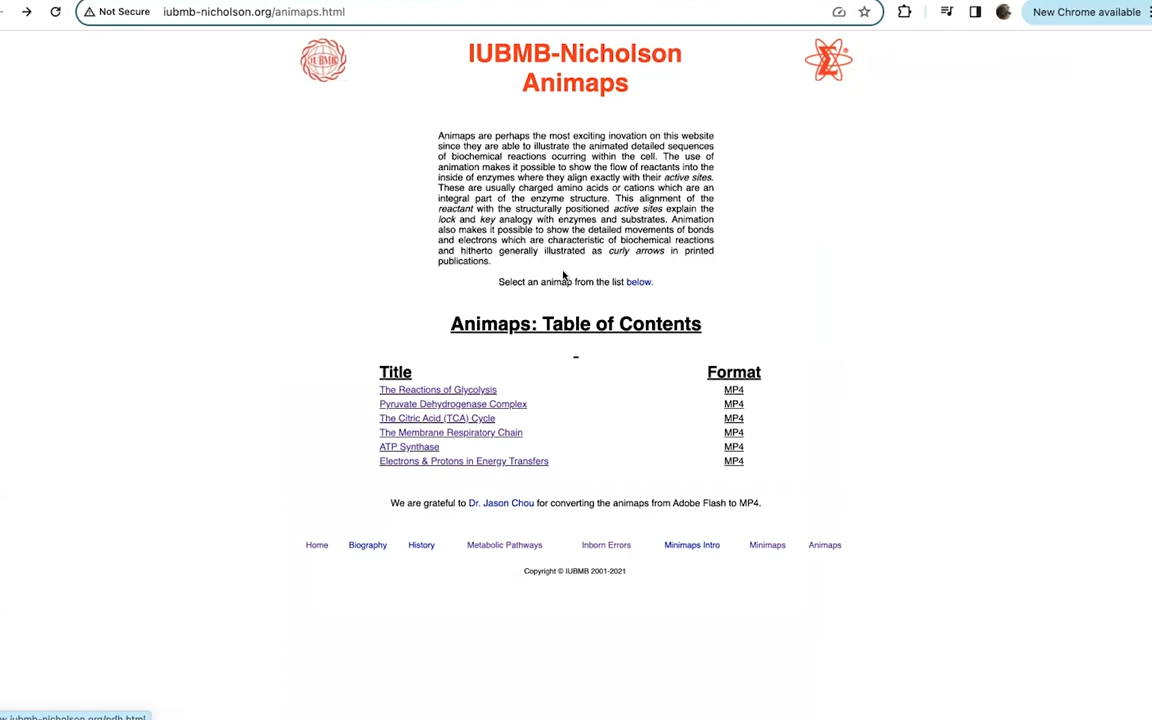 Not Secure iubmb-nicholson.org/animaps.html New Chrome available
IUBMB-Nicholson
Animaps
IUBMB
Animaps are perhaps the most exciting inovation on this website
since they are able to illustrate the animated detailed sequences
of biochemical reactions ocurring within the cell. The use of
animation makes it possible to show the flow of reactants into the
inside of enzymes where they align exactly with their active sites.
These are usually charged amino acids or cations which are an
integral part of the enzyme structure. This alignment of the
reactant with the structurally positioned active sites explain the
lock and key analogy with enzymes and substrates. Animation
also makes it possible to show the detailed movements of bonds
and electrons which are characteristic of biochemical reactions
and hitherto generally illustrated as curly arrows in printed
publications.
Select an animap from the list below.
Animaps: Table of Contents
Title Format
The Reactions of Glycolysis MP4
Pyruvate Dehydrogenase Complex MP4
The Citric Acid (TCA) Cycle MP4
The Membrane Respiratory Chain MP4
ATP Synthase MP4
Electrons & Protons in Energy Transfers MP4
We are grateful to Dr. Jason Chou for converting the animaps from Adobe Flash to MP4.
Home Biography History Metabolic Pathways Inborn Errors Minimaps Intro Minimaps Animaps
Copyright © IUBMB 2001-2021
w.iubmb-nicholson.org/pdh.html